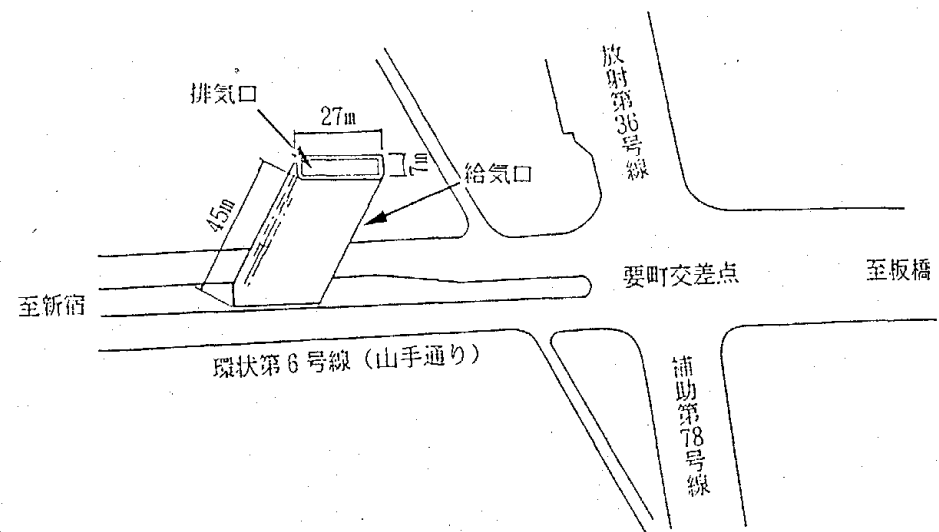 排気口
27m
7m
給気口
45m
放射第36号線
要町交差点
至板橋
至新宿
環状第6号線（山手通り）
補助第78号線